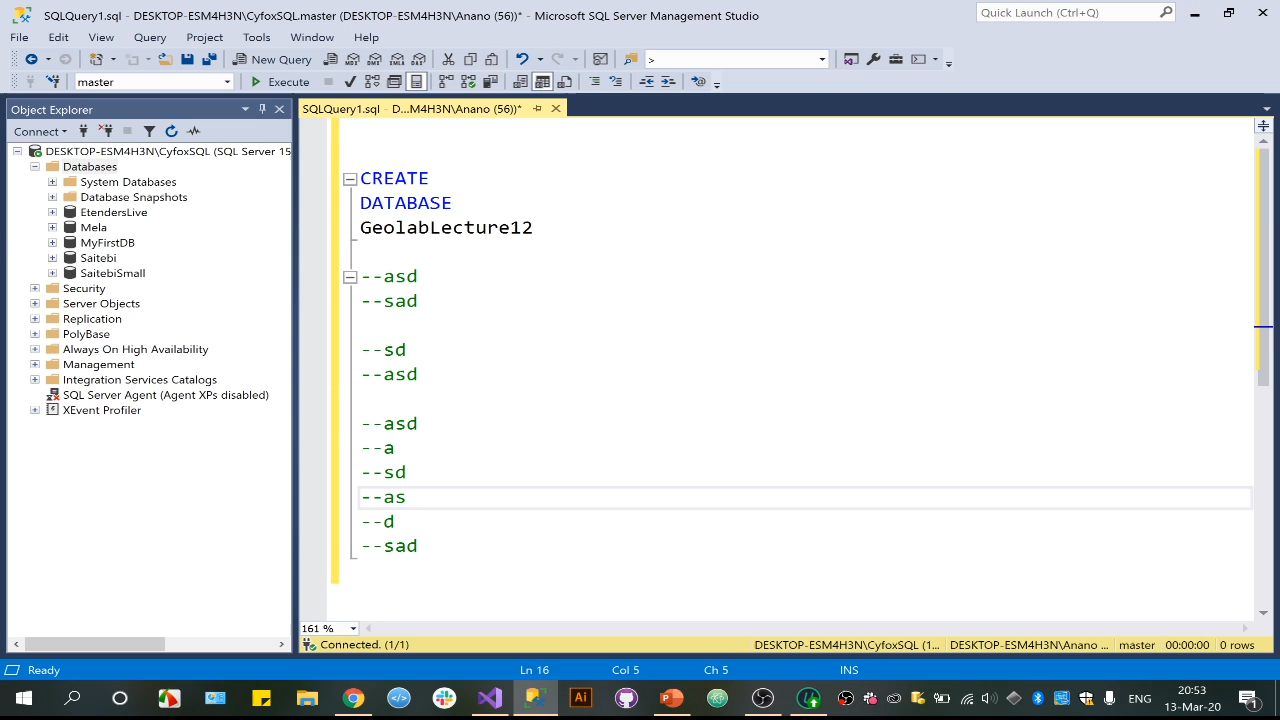 SQLQuery1.sql - DESKTOP-ESM4H3N\CyfoxSQL.master (DESKTOP-ESM4H3N\Anano (56))* - Microsoft SQL Server Management Studio
Quick Launch (Ctrl+Q)
File Edit View Query Project Tools Window Help
New Query MDX DMX XMLA DAX >
master Execute
Object Explorer
SQLQuery1.sql - D...M4H3N\Anano (56))*
Connect
DESKTOP-ESM4H3N\CyfoxSQL (SQL Server 15
Databases
System Databases
Database Snapshots
EtendersLive
Mela
MyFirstDB
Saitebi
SaitebiSmall
Security
Server Objects
Replication
PolyBase
Always On High Availability
Management
Integration Services Catalogs
SQL Server Agent (Agent XPs disabled)
XEvent Profiler
CREATE
DATABASE
GeolabLecture12
--asd
--sad
--sd
--asd
--asd
--a
--sd
--as
--d
--sad
161 %
Connected. (1/1) DESKTOP-ESM4H3N\CyfoxSQL (1... DESKTOP-ESM4H3N\Anano ... master 00:00:00 0 rows
Ready Ln 16 Col 5 Ch 5 INS
Ai ENG 20:53
13-Mar-20